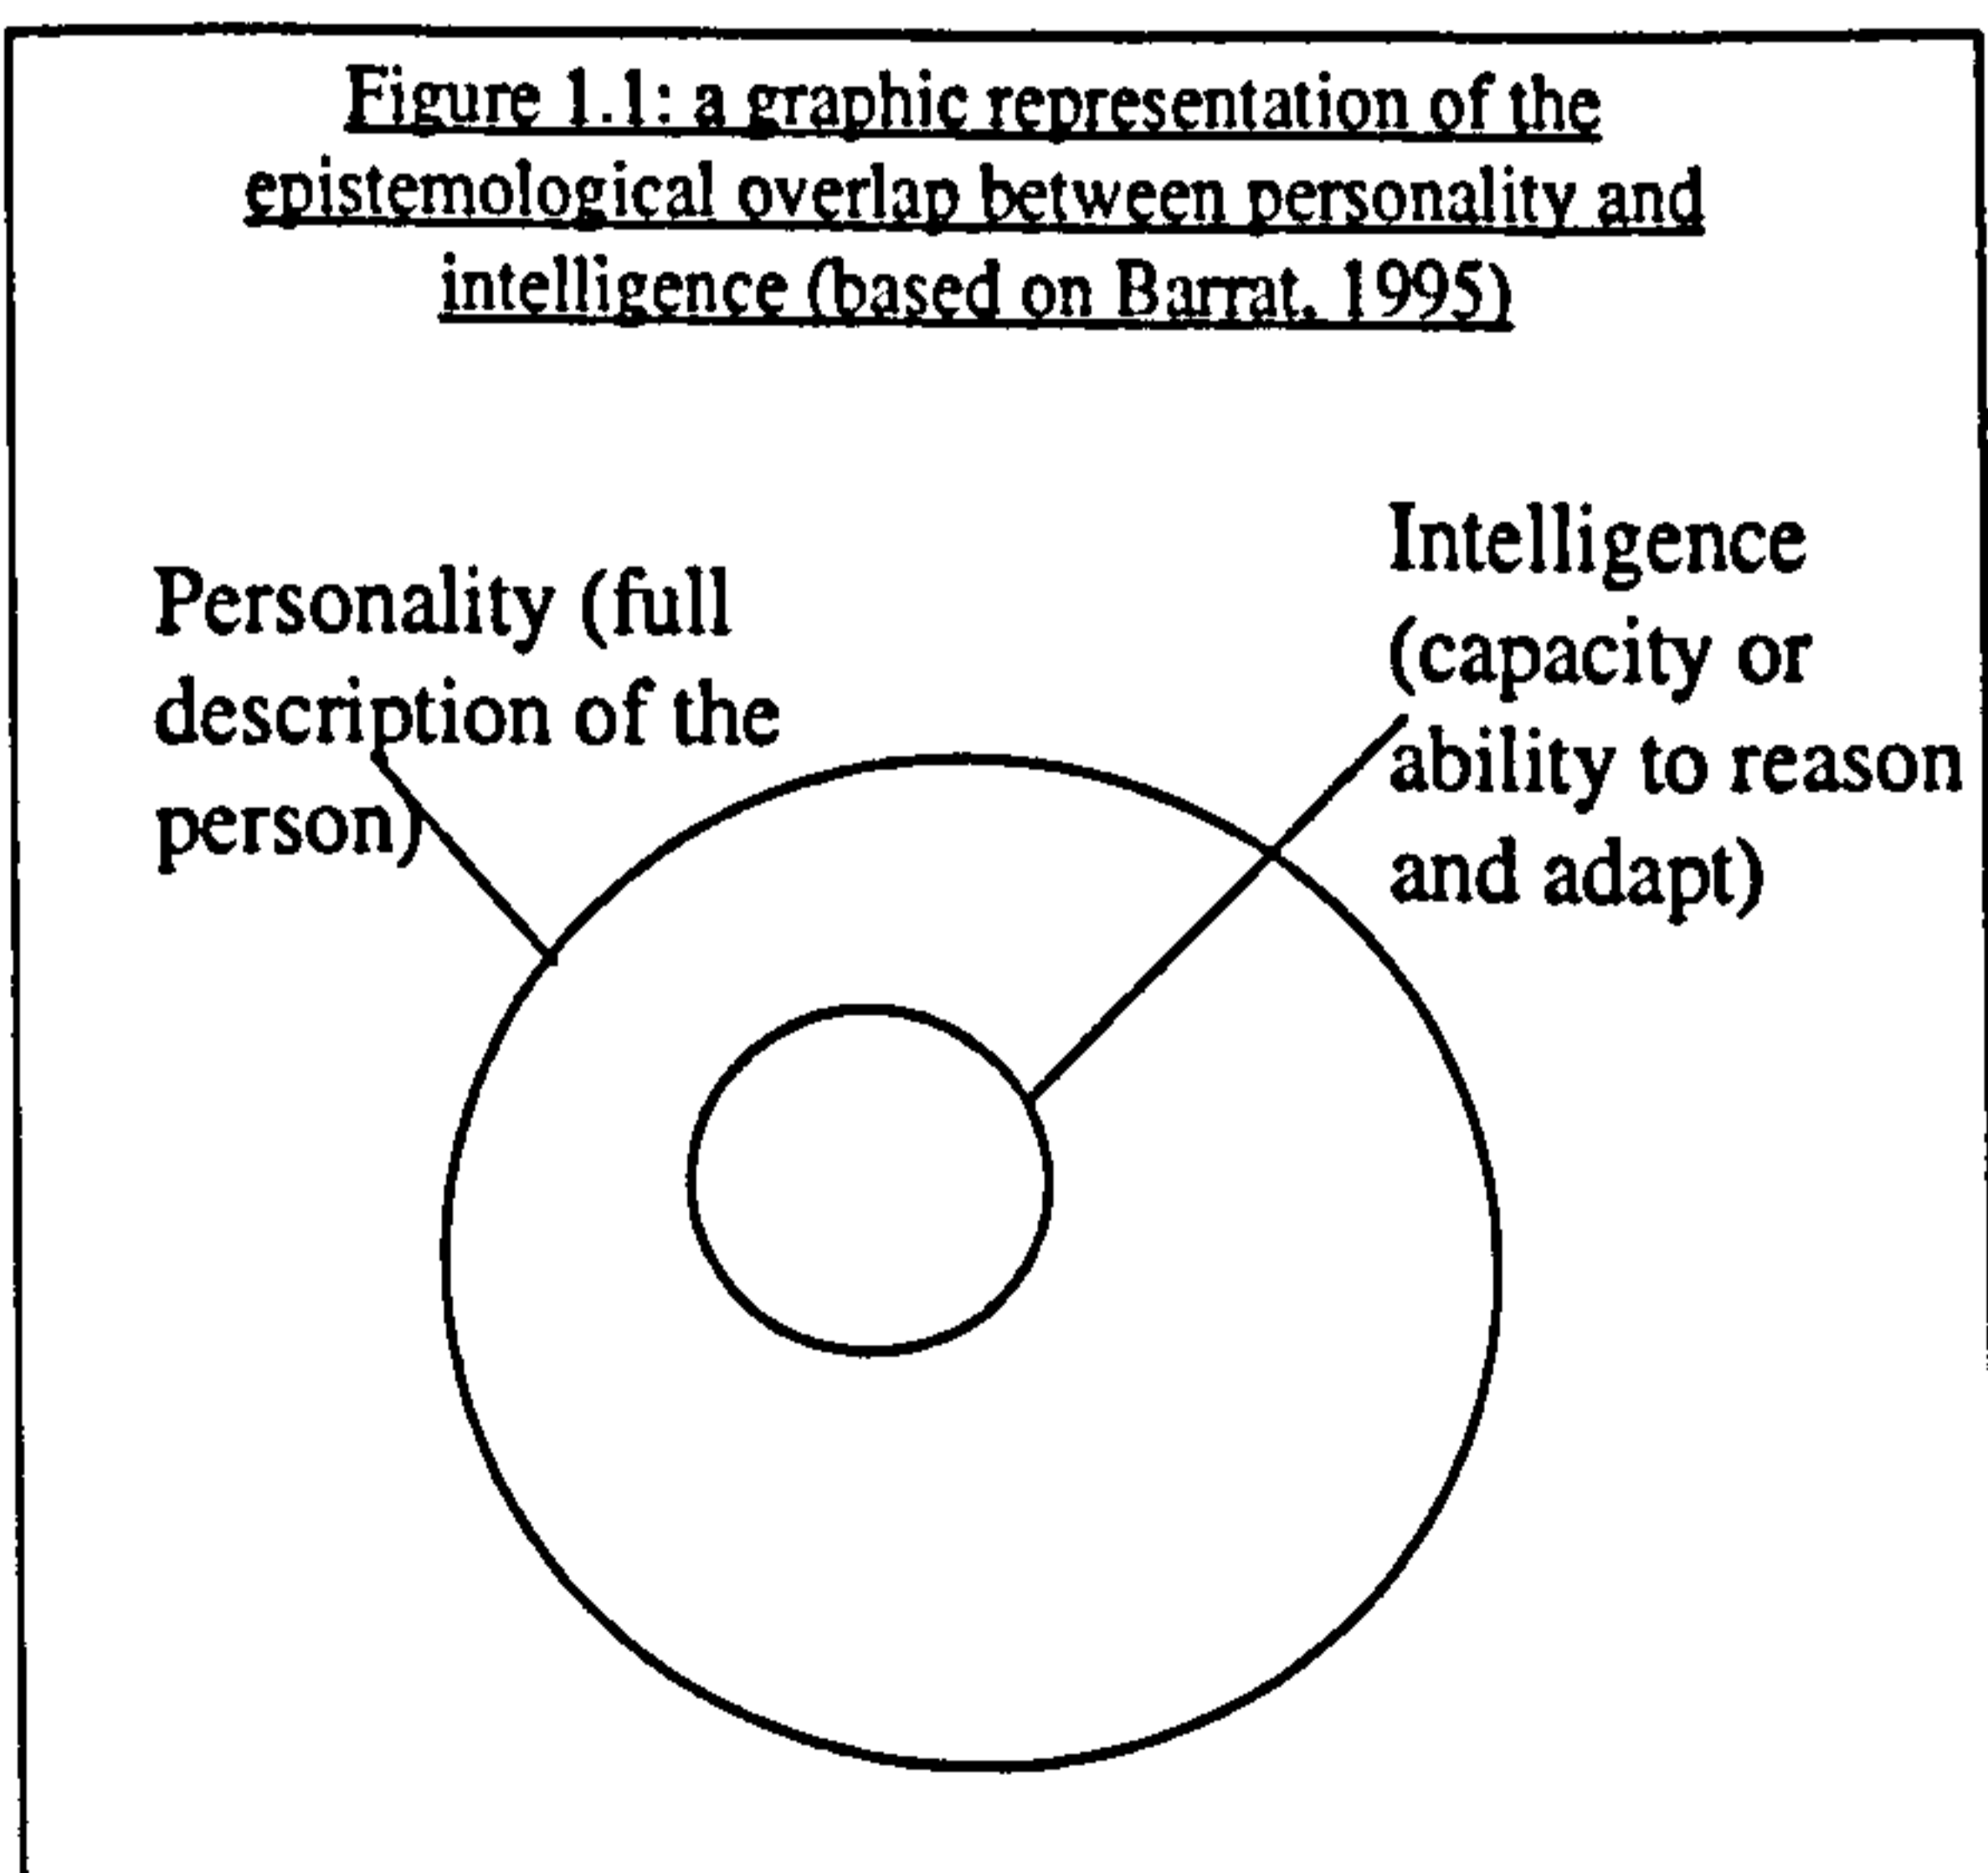 Figure 1.1: a graphic representation of the
epistemological overlap between personality and
intelligence (based on Barrat, 1995)
Personality (full
description of the
person)
Intelligence
(capacity or
ability to reason
and adapt)